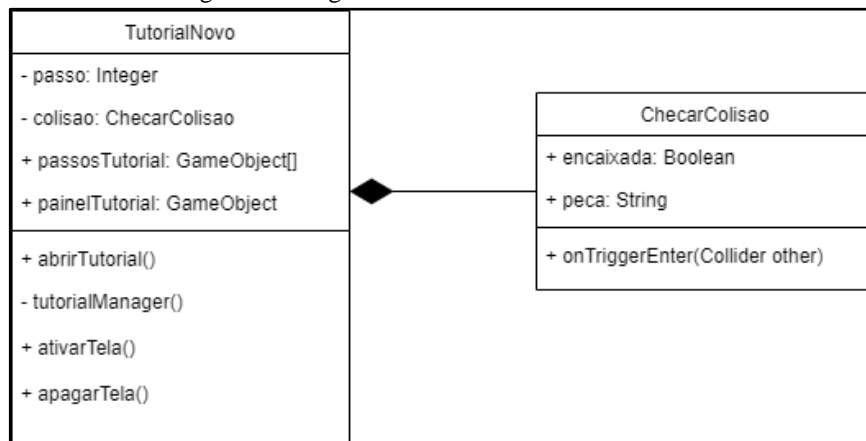 TutorialNovo
- passo: Integer
- colisao: ChecarColisao
+ passosTutorial: GameObject[]
+ painelTutorial: GameObject
+ abrirTutorial()
- tutorialManager()
+ ativarTela()
+ apagarTela()
ChecarColisao
+ encaixada: Boolean
+ peca: String
+ onTriggerEnter(Collider other)